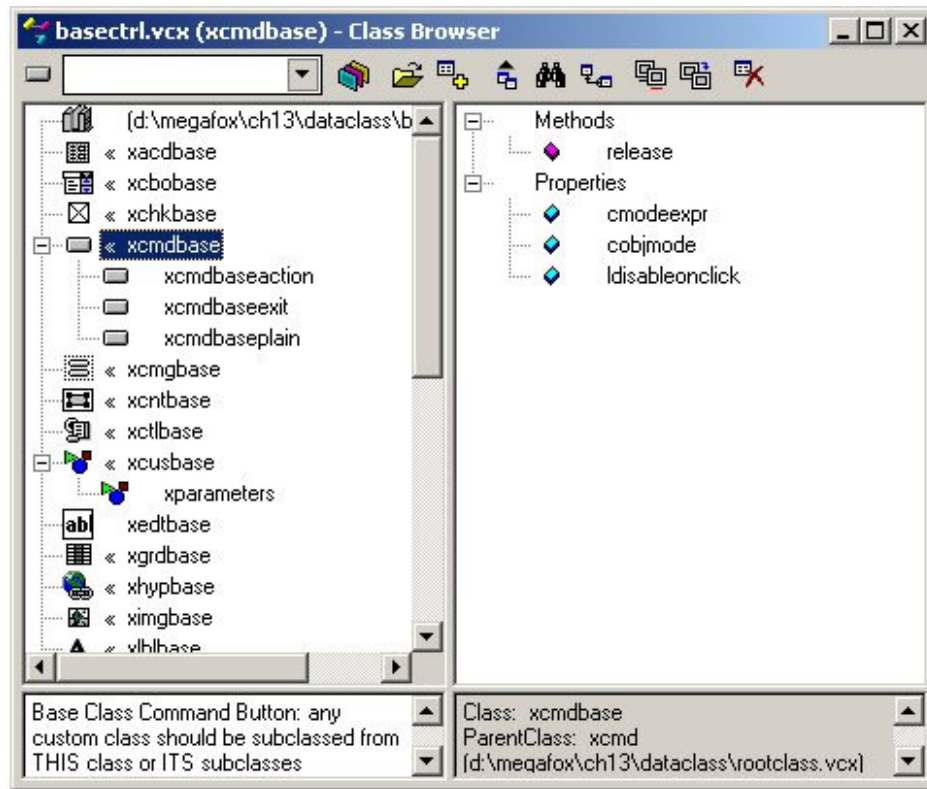 basectrl.vcx (xcmdbase) - Class Browser
(d:\megafox\ch13\dataclass\b
« xacdbase
« xcbobase
« xchkbase
« xcmdbase
xcmdbaseaction
xcmdbaseexit
xcmdbaseplain
« xcmgbase
« xcntbase
« xctlbase
« xcusbase
xparameters
abl xedtbase
« xgrdbase
« xhypbase
« ximgbase
A « xlblbase
Methods
release
Properties
cmodeexpr
cobjmode
ldisableonclick
Base Class Command Button: any
custom class should be subclassed from
THIS class or ITS subclasses
Class: xcmdbase
ParentClass: xcmd
(d:\megafox\ch13\dataclass\rootclass.vcx)